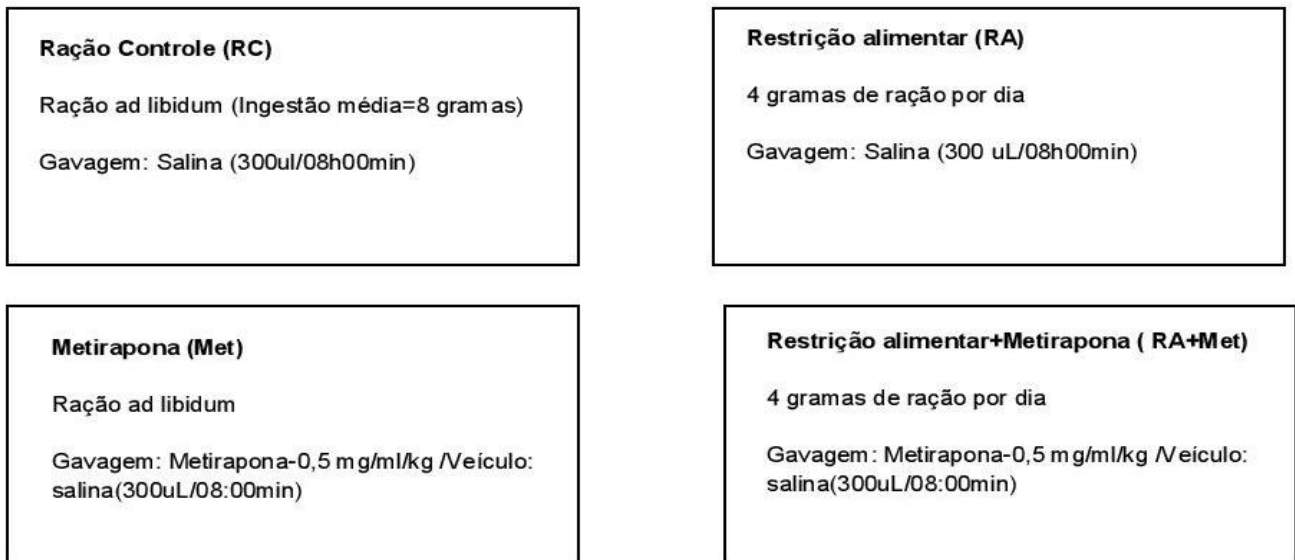 Ração Controle (RC)
Ração ad libidum (Ingestão média=8 gramas)
Gavagem: Salina (300ul/08h00min)
Restrição alimentar (RA)
4 gramas de ração por dia
Gavagem: Salina (300 uL/08h00min)
Metirapona (Met)
Ração ad libidum
Gavagem: Metirapona-0,5 mg/ml/kg /Veículo:
salina(300uL/08:00min)
Restrição alimentar+Metirapona ( RA+Met)
4 gramas de ração por dia
Gavagem: Metirapona-0,5 mg/ml/kg /Veículo:
salina(300uL/08:00min)